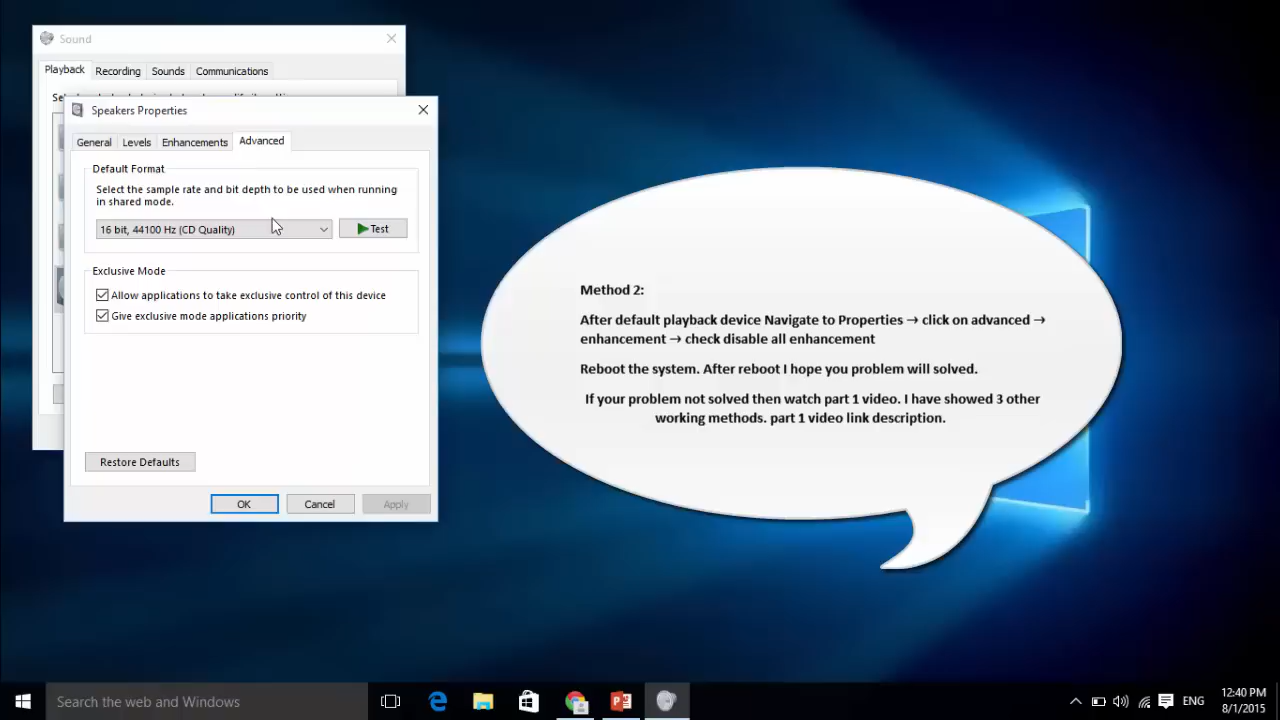 Sound
Playback
Recording
Sounds
Communications
Speakers Properties
General
Levels
Enhancements
Advanced
Default Format
Select the sample rate and bit depth to be used when running
in shared mode.
16 bit, 44100 Hz (CD Quality)
Test
Exclusive Mode
Allow applications to take exclusive control of this device
Give exclusive mode applications priority
Restore Defaults
OK
Cancel
Apply
Method 2:
After default playback device Navigate to Properties → click on advanced →
enhancement → check disable all enhancement
Reboot the system. After reboot I hope you problem will solved.
If your problem not solved then watch part 1 video. I have showed 3 other
working methods. part 1 video link description.
Search the web and Windows
ENG
12:40 PM
8/1/2015